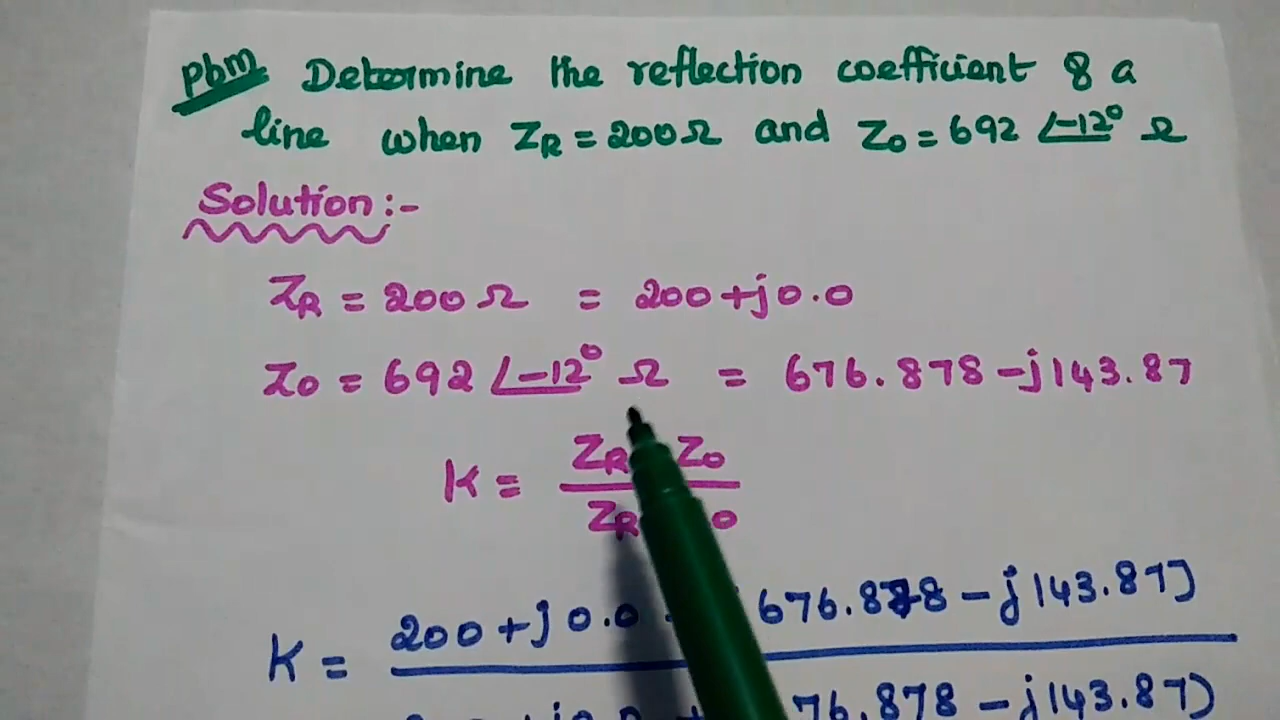 Pbm Determine the reflection coefficient of a
line when ZR = 200Ω and Z0 = 692 ∠-12° Ω
Solution:-
ZR = 200Ω = 200+j0.0
Z0 = 692 ∠-12° Ω = 676.878-j143.87
K = ZR Z0
ZR 0
K = 200+j0.0 676.878-j143.87)
76.878-j143.87)